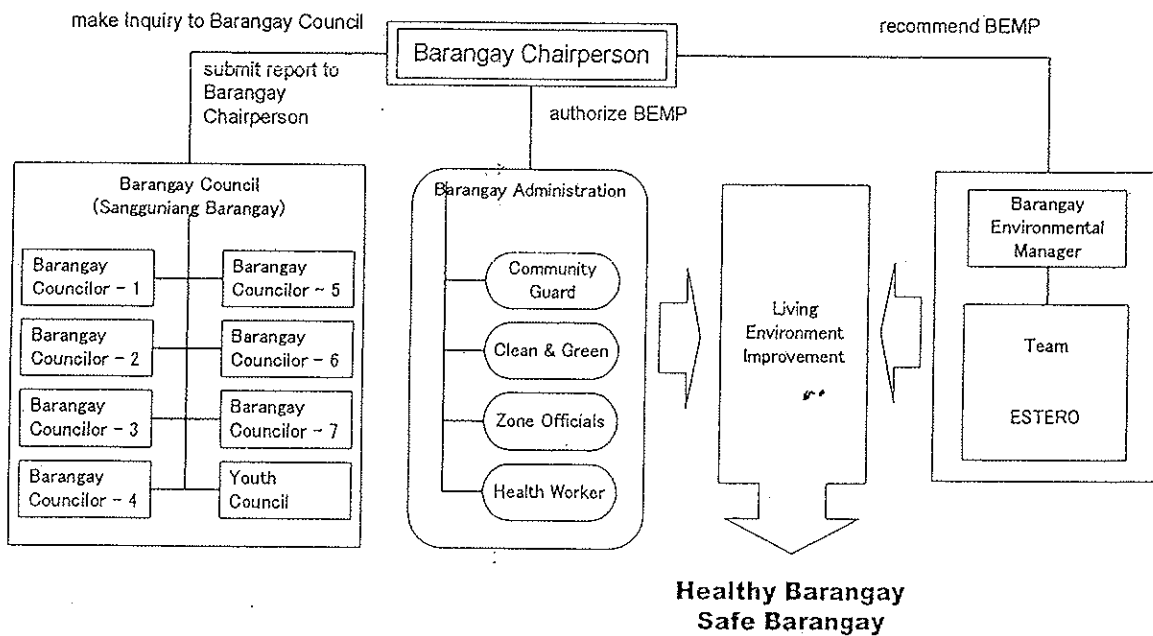 make Inquiry to Barangay Council
Barangay Chairperson
recommend BEMP
submit report to
Barangay
Chairperson
authorize BEMP
Barangay Council
(Sangguniang Barangay)
Barangay
Councilor - 1
Barangay
Councilor - 5
Barangay
Councilor - 2
Barangay
Councilor - 6
Barangay
Councilor - 3
Barangay
Councilor - 7
Barangay
Councilor - 4
Youth
Council
Barangay Administration
Community
Guard
Clean & Green
Zone Officials
Health Worker
Living
Environment
Improvement
Barangay
Environmental
Manager
Team
ESTERO
Healthy Barangay
Safe Barangay